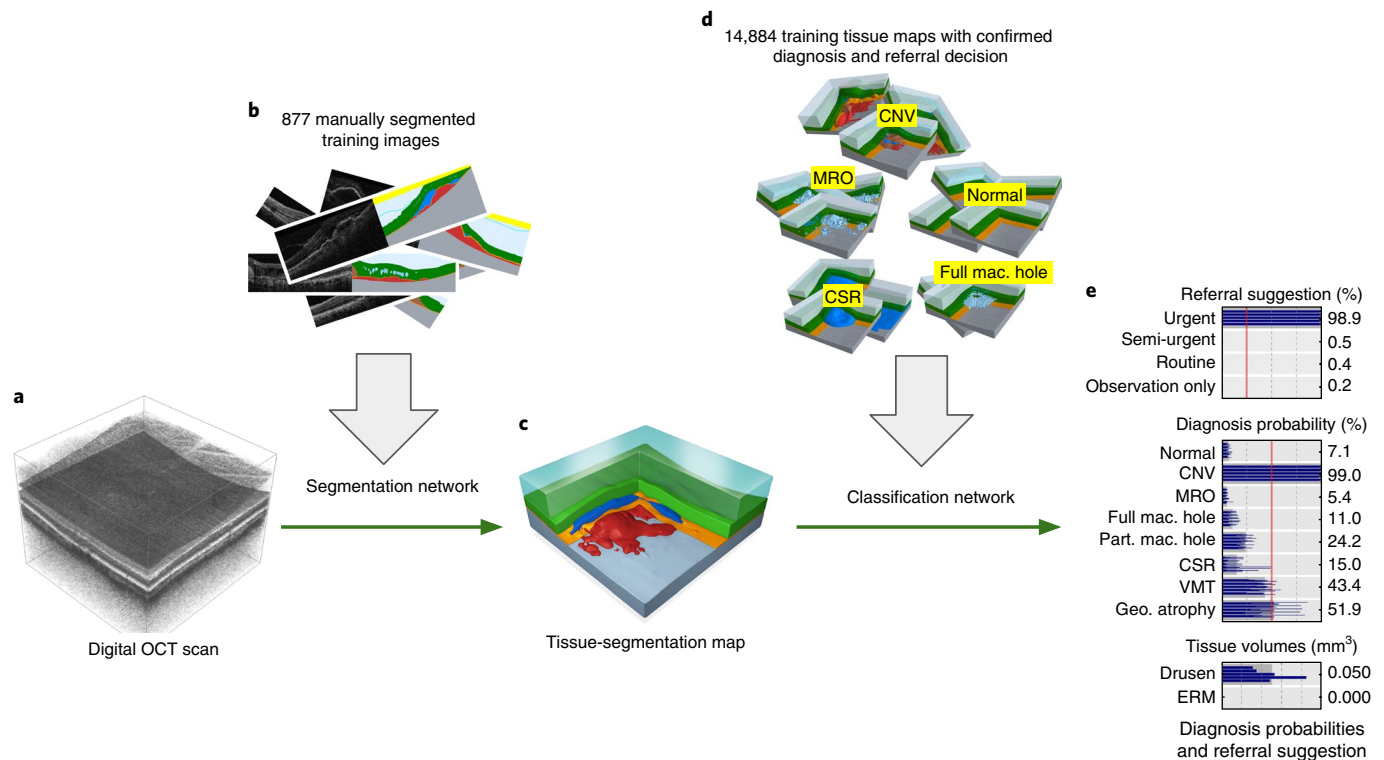 d
14,884 training tissue maps with confirmed
diagnosis and referral decision
CNV
MRO
Normal
CSR
Full mac. hole
b
877 manually segmented
training images
a
Digital OCT scan
Segmentation network
c
Tissue-segmentation map
Classification network
e
Referral suggestion (%)
Urgent 98.9
Semi-urgent 0.5
Routine 0.4
Observation only 0.2
Diagnosis probability (%)
Normal 7.1
CNV 99.0
MRO 5.4
Full mac. hole 11.0
Part. mac. hole 24.2
CSR 15.0
VMT 43.4
Geo. atrophy 51.9
Tissue volumes (mm³)
Drusen 0.050
ERM 0.000
Diagnosis probabilities
and referral suggestion